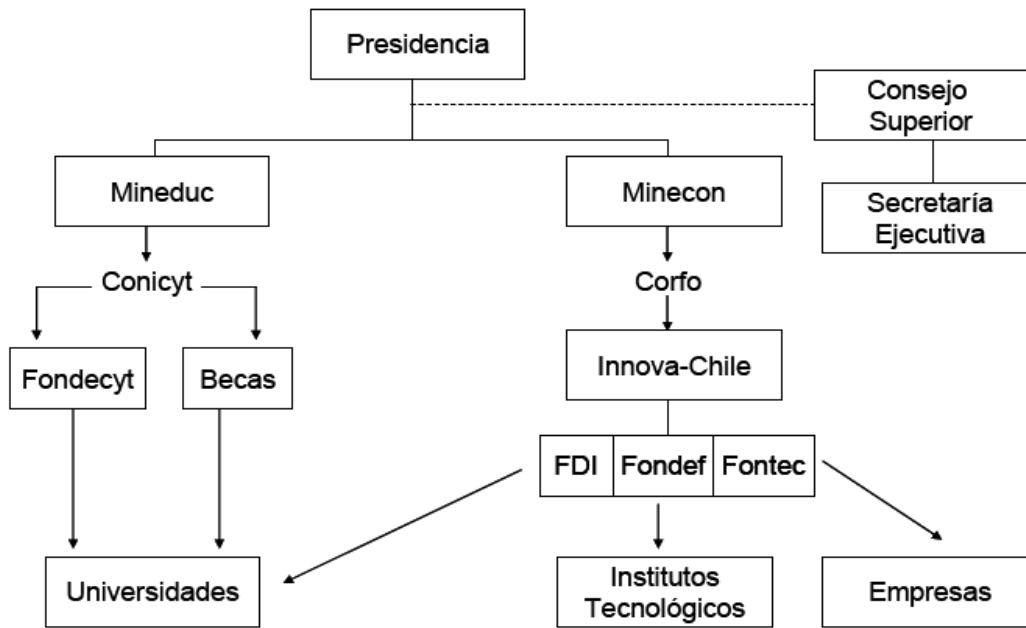 Presidencia
Consejo
Superior
Mineduc
Minecon
Secretaría
Ejecutiva
Conicyt
Corfo
Fondecyt
Becas
Innova-Chile
FDI
Fondef
Fontec
Universidades
Institutos
Tecnológicos
Empresas